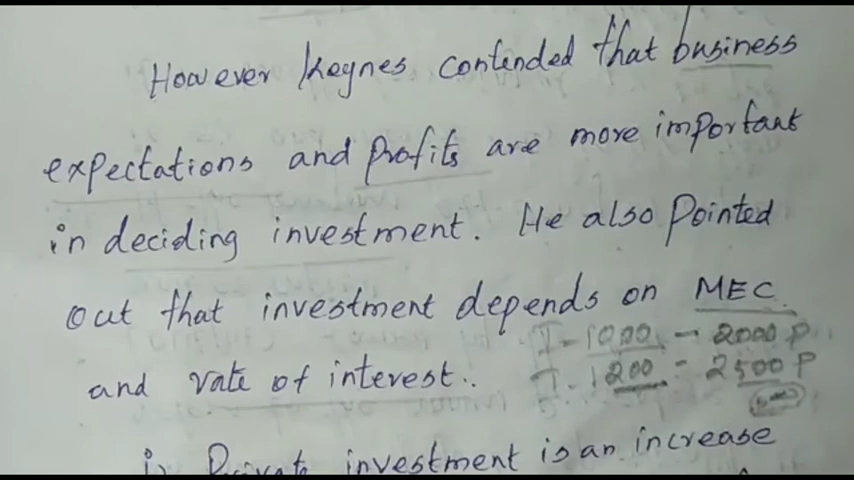 However Keynes contended that business
expectations and profits are more important
in deciding investment. He also pointed
out that investment depends on MEC
and rate of interest..
I - 1000 - 2000 P
I - 1200 - 2500 P
i, Private investment is an increase